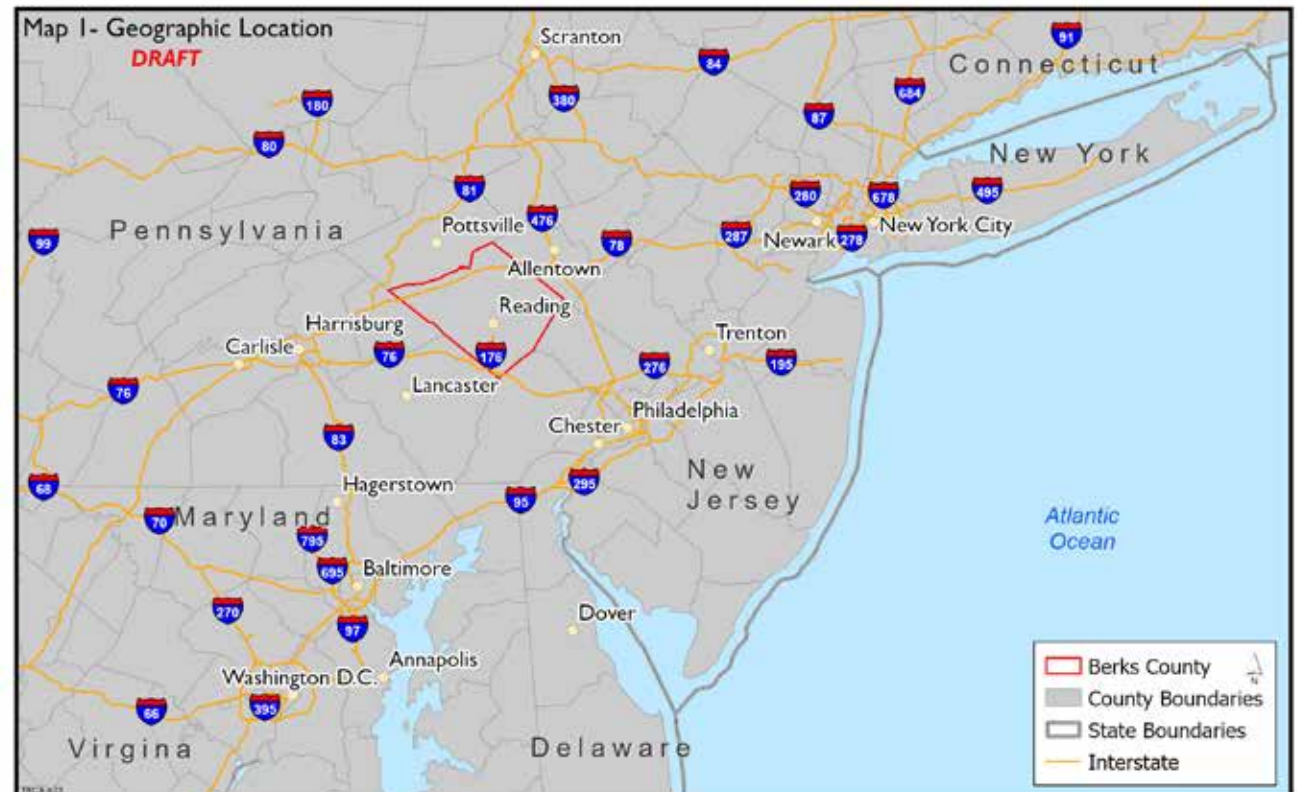 Map 1- Geographic Location
DRAFT
Scranton
91
84
Connecticut
380
684
180
87
80
New York
81
280
678
495
476
Pottsville
New York City
Pennsylvania
99
78
287
Newark
278
Allentown
Reading
Harrisburg
Trenton
Carlisle
76
176
276
195
76
Lancaster
Philadelphia
Chester
83
New
Jersey
68
Hagerstown
295
95
70
Maryland
Atlantic
Ocean
795
695
Baltimore
270
Dover
97
Annapolis
Washington D.C.
66
395
Virgina
Delaware
Berks County
N
County Boundaries
State Boundaries
Interstate